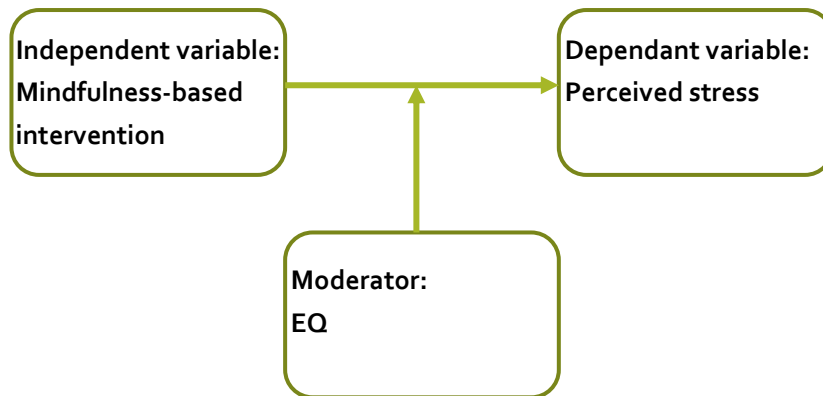 Independent variable:
Mindfulness-based
intervention
Dependant variable:
Perceived stress
Moderator:
EQ